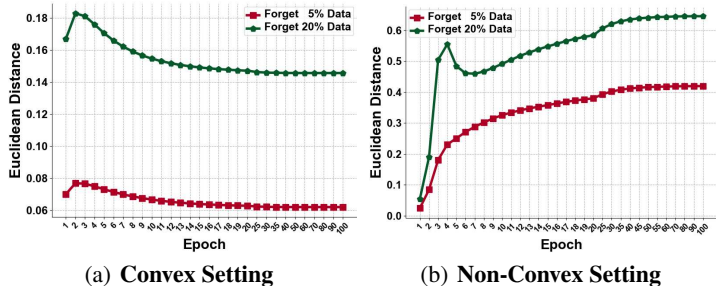 0.18
0.16
0.14
0.12
0.10
0.08
0.06
Euclidean Distance
Forget 5% Data
Forget 20% Data
1 2 3 4 5 6 7 8 9 10 11 12 13 14 15 16 17 18 19 20 25 30 35 40 45 50 55 60 70 80 90 100
Epoch
(a) Convex Setting
0.6
0.5
0.4
0.3
0.2
0.1
0.0
Euclidean Distance
Forget 5% Data
Forget 20% Data
1 2 3 4 5 6 7 8 9 10 11 12 13 14 15 16 17 18 19 20 25 30 35 40 45 50 55 60 70 80 90 100
Epoch
(b) Non-Convex Setting